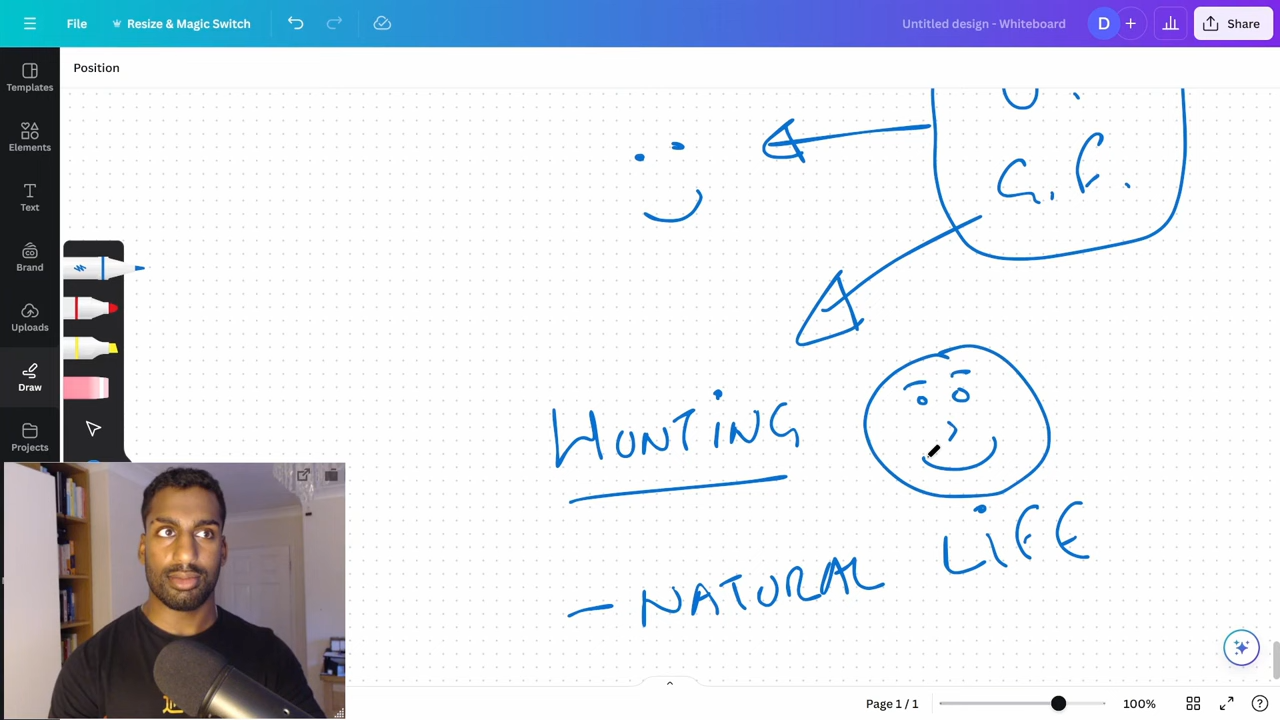 File
Resize & Magic Switch
Untitled design - Whiteboard
D
Share
Templates
Elements
Text
Brand
Uploads
Draw
Projects
Position
G.F.
HUNTING
- NATURAL LIFE
Page 1 / 1
100%